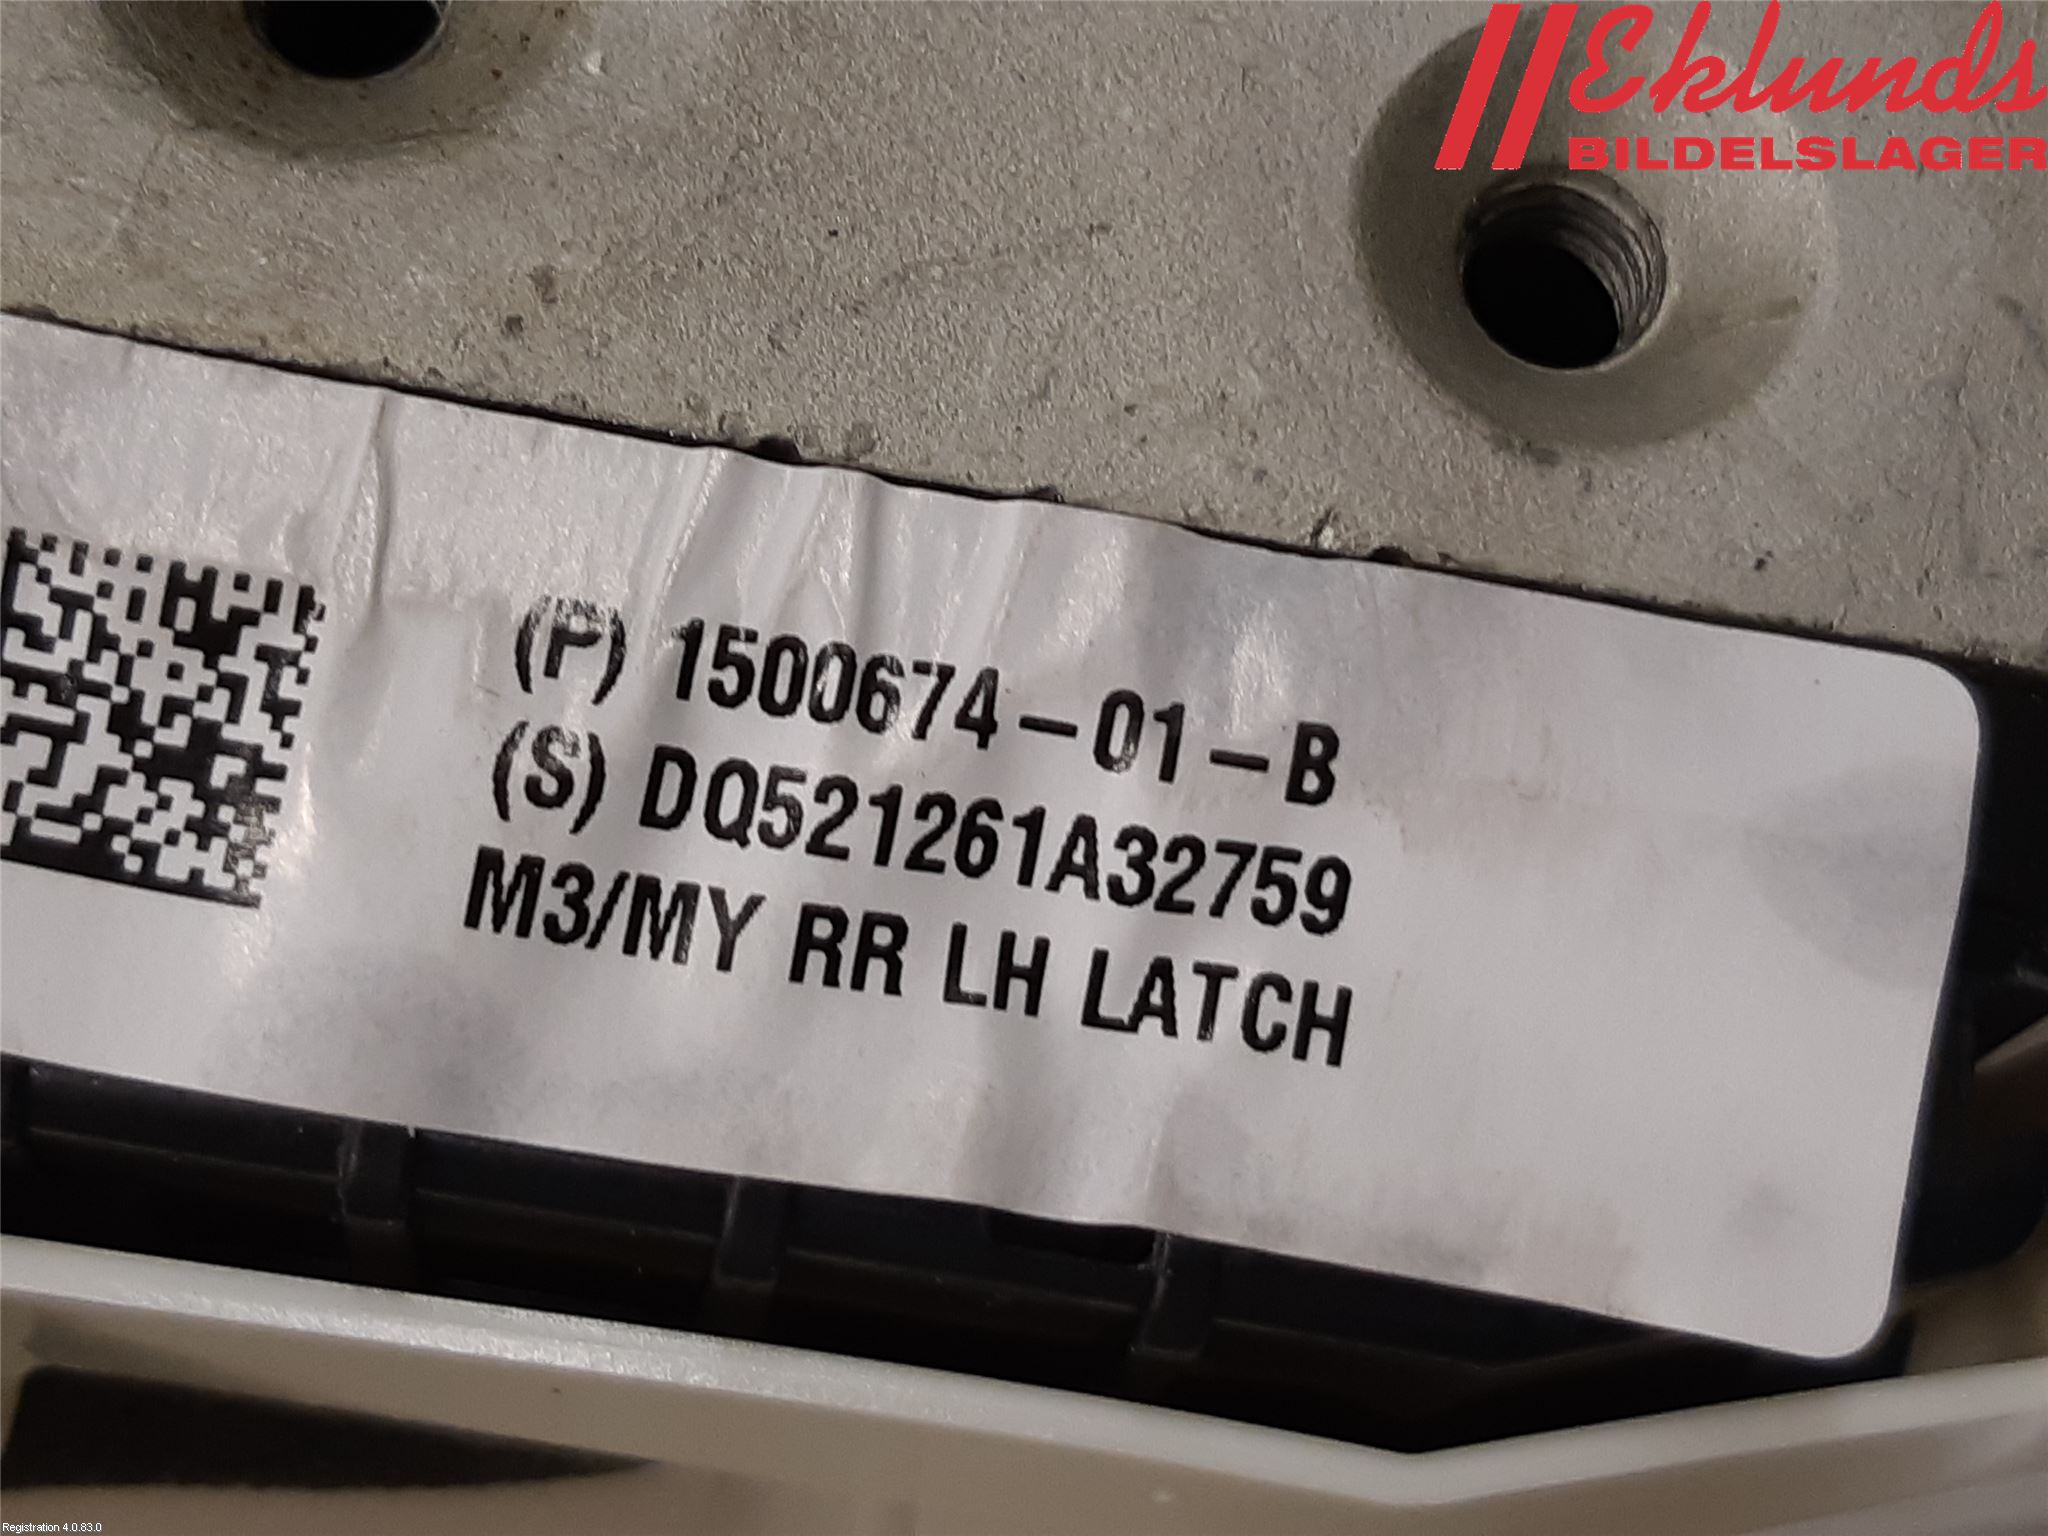 Eklunds
BILDELSLAGER
(P) 1500674-01-B
(S) DQ521261A32759
M3/MY RR LH LATCH
Registration 4.0.83.0